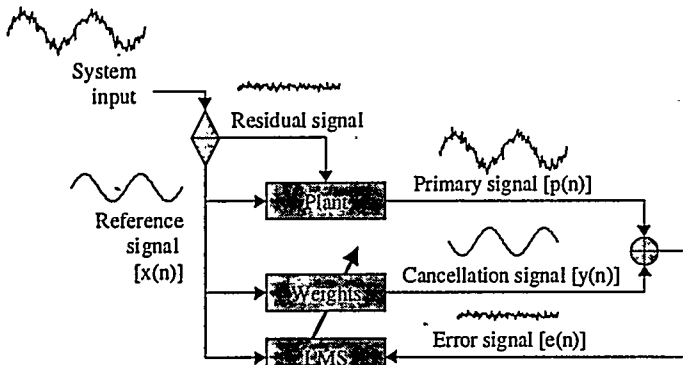 System
input
Residual signal
Plant
Primary signal [p(n)]
Reference
signal
[x(n)]
Weights
Cancellation signal [y(n)]
LMS
Error signal [e(n)]